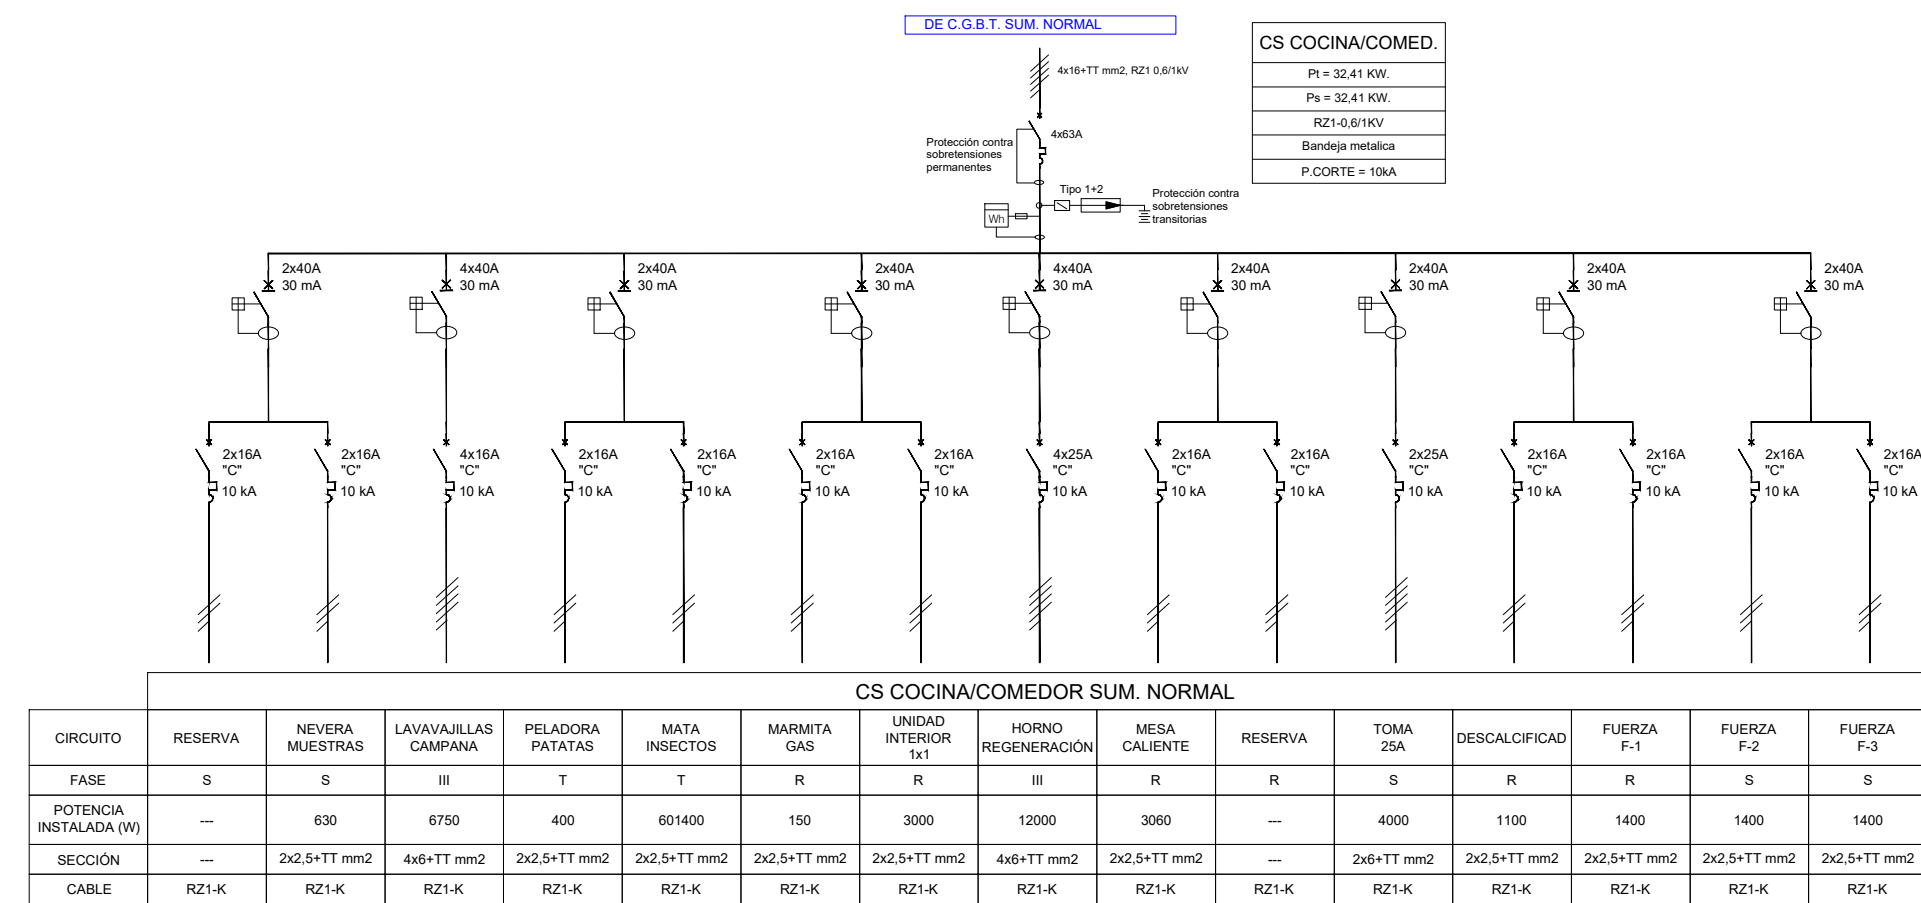 DE C.G.B.T. SUM. NORMAL
CS COCINA/COMED.
Pt = 32,41 KW.
Ps = 32,41 KW.
RZ1-0,6/1KV
Bandeja metalica
P.CORTE = 10kA
4x16+TT mm2, RZ1 0,6/1kV
4x63A
Protección contra
sobretensiones
permanentes
Tipo 1+2
Protección contra
sobretensiones
transitorias
Wh
2x40A
30 mA
4x40A
30 mA
2x40A
30 mA
2x40A
30 mA
4x40A
30 mA
2x40A
30 mA
2x40A
30 mA
2x40A
30 mA
2x40A
30 mA
2x16A
"C"
10 kA
2x16A
"C"
10 kA
4x16A
"C"
10 kA
2x16A
"C"
10 kA
2x16A
"C"
10 kA
2x16A
"C"
10 kA
2x16A
"C"
10 kA
4x25A
"C"
10 kA
2x16A
"C"
10 kA
2x16A
"C"
10 kA
2x25A
"C"
10 kA
2x16A
"C"
10 kA
2x16A
"C"
10 kA
2x16A
"C"
10 kA
2x16A
"C"
10 kA
CS COCINA/COMEDOR SUM. NORMAL
CIRCUITO RESERVA NEVERA MUESTRAS LAVAVAJILLAS CAMPANA PELADORA PATATAS MATA INSECTOS MARMITA GAS UNIDAD INTERIOR 1x1 HORNO REGENERACIÓN MESA CALIENTE RESERVA TOMA 25A DESCALCIFICAD FUERZA F-1 FUERZA F-2 FUERZA F-3
FASE S S III T T R R III R R S R R S S
POTENCIA INSTALADA (W) --- 630 6750 400 601400 150 3000 12000 3060 --- 4000 1100 1400 1400 1400
SECCIÓN --- 2x2,5+TT mm2 4x6+TT mm2 2x2,5+TT mm2 2x2,5+TT mm2 2x2,5+TT mm2 2x2,5+TT mm2 4x6+TT mm2 2x2,5+TT mm2 --- 2x6+TT mm2 2x2,5+TT mm2 2x2,5+TT mm2 2x2,5+TT mm2 2x2,5+TT mm2
CABLE RZ1-K RZ1-K RZ1-K RZ1-K RZ1-K RZ1-K RZ1-K RZ1-K RZ1-K RZ1-K RZ1-K RZ1-K RZ1-K RZ1-K RZ1-K